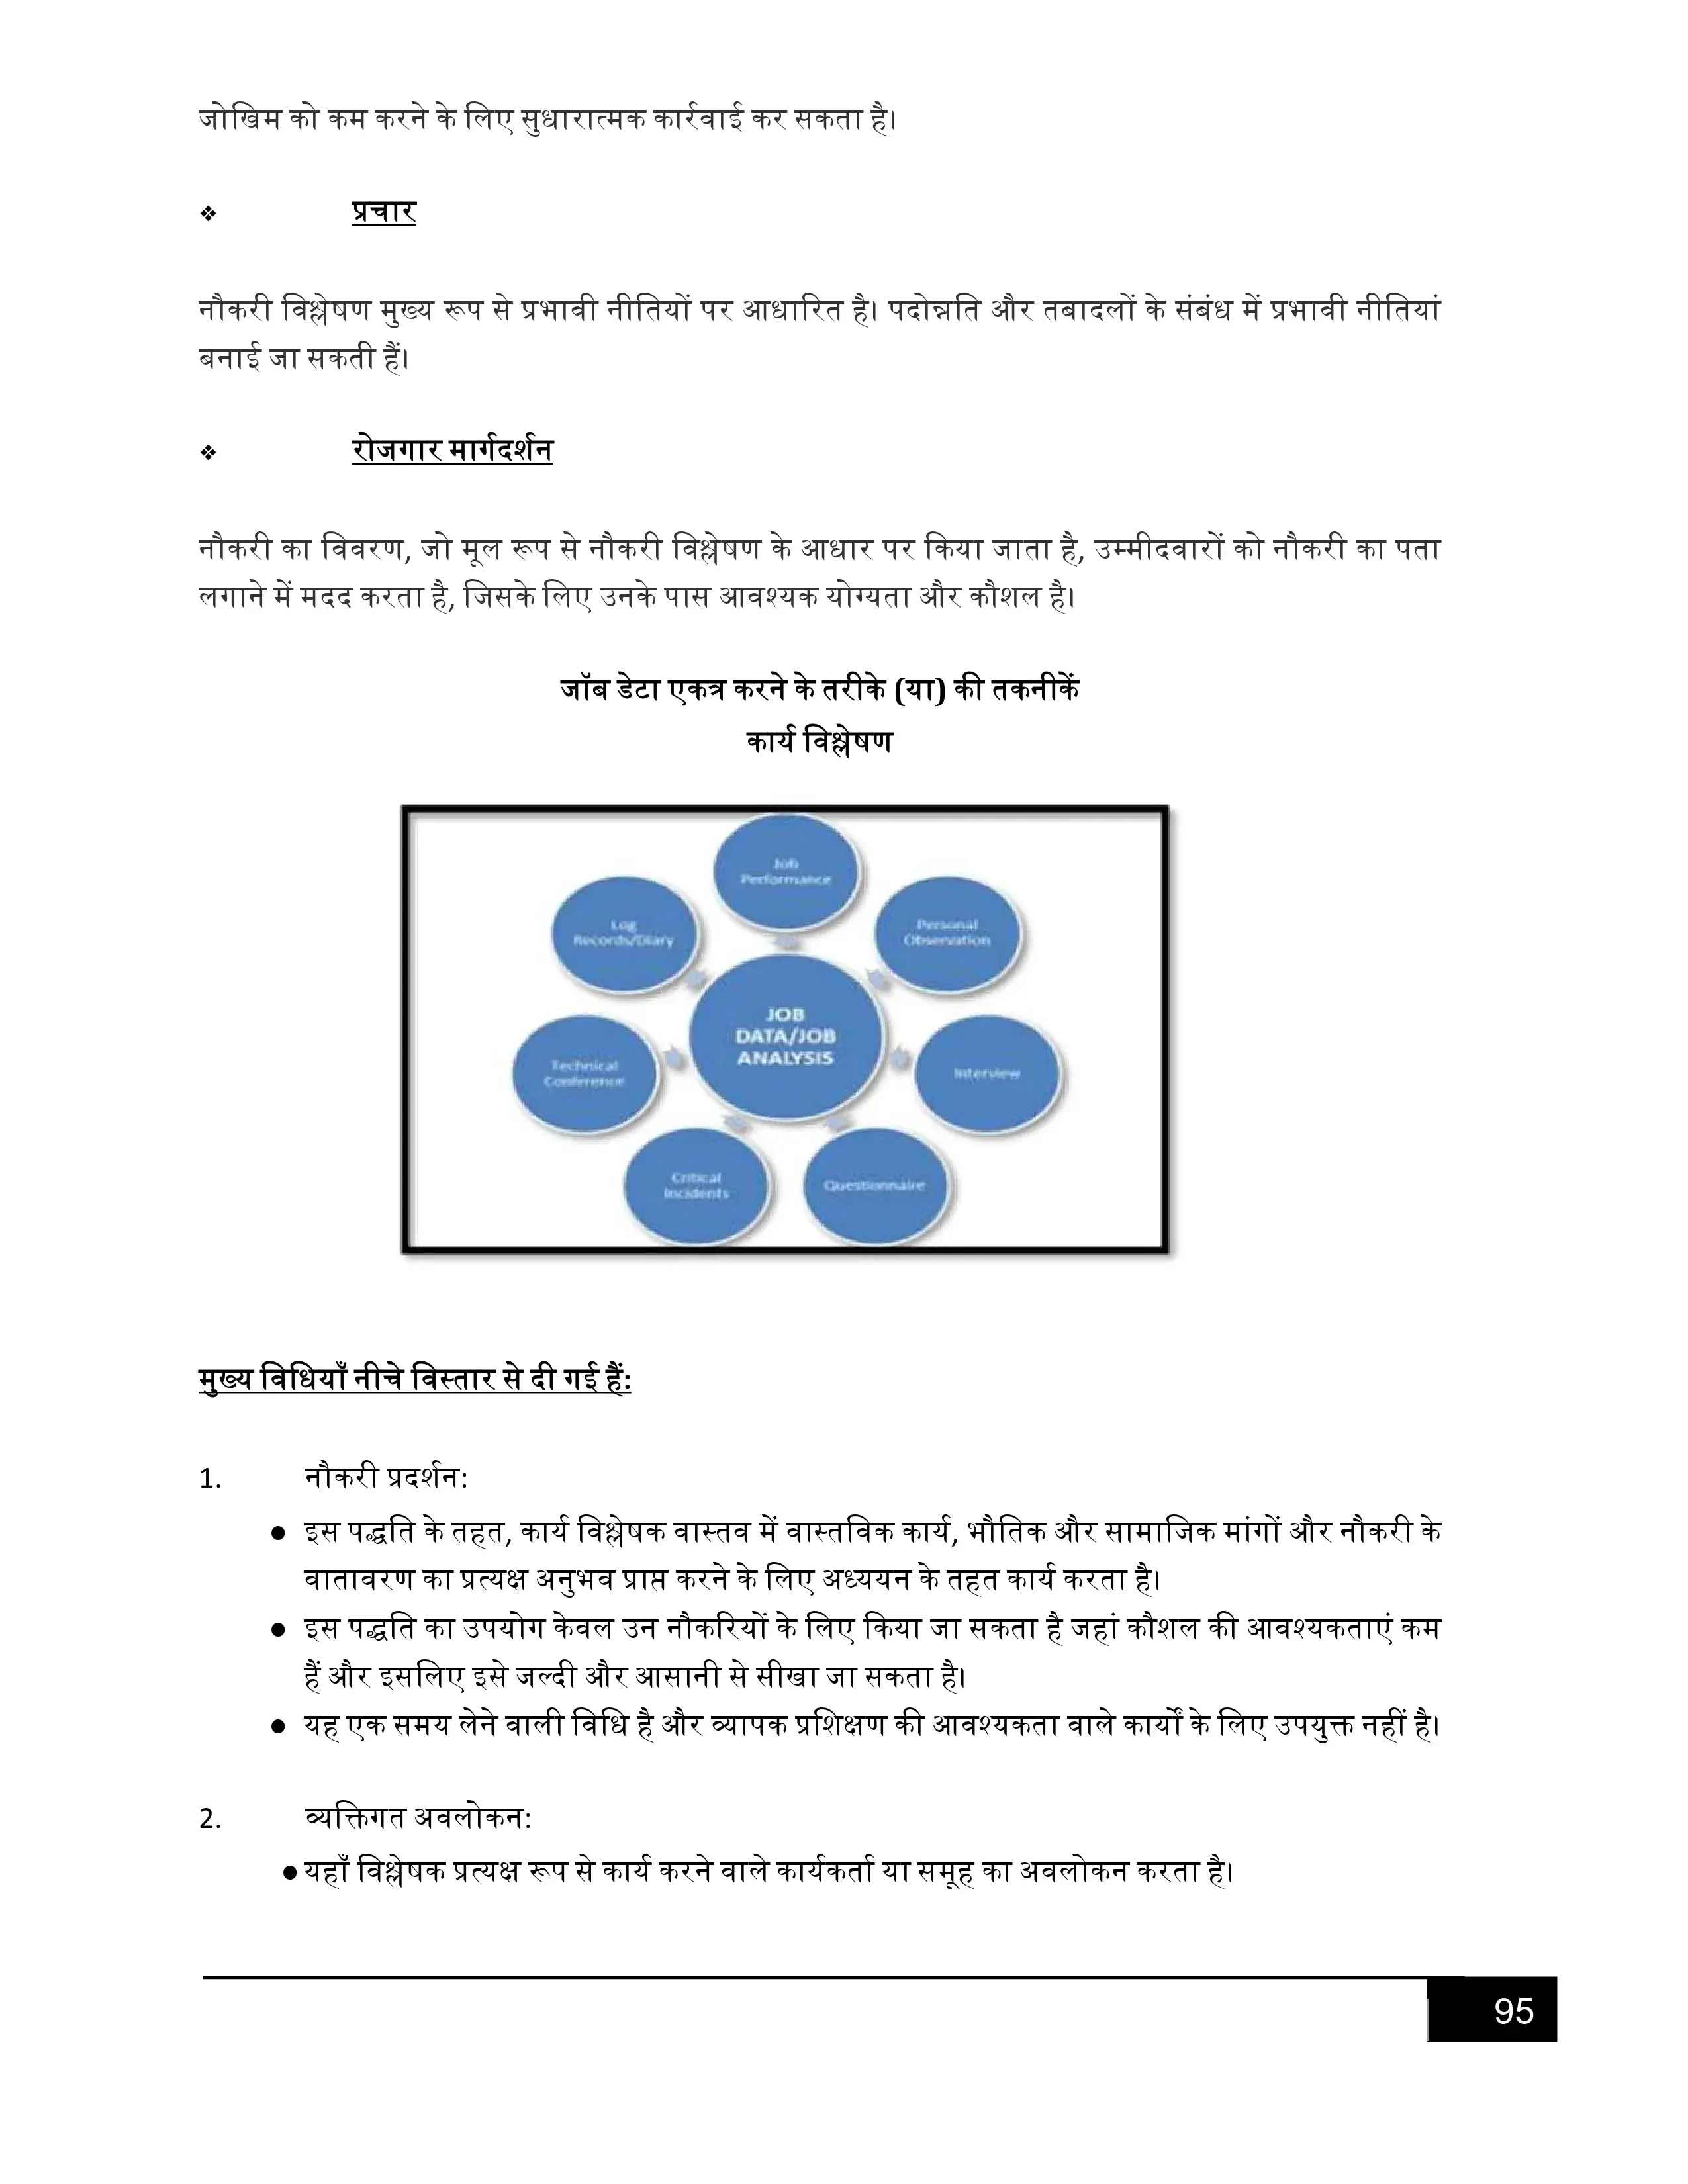 जोखिम को कम करने के लिए सुधारात्मक कार्रवाई कर सकता है।
❖ प्रचार
नौकरी विश्लेषण मुख्य रूप से प्रभावी नीतियों पर आधारित है। पदोन्नति और तबादलों के संबंध में प्रभावी नीतियां
बनाई जा सकती हैं।
❖ रोजगार मार्गदर्शन
नौकरी का विवरण, जो मूल रूप से नौकरी विश्लेषण के आधार पर किया जाता है, उम्मीदवारों को नौकरी का पता
लगाने में मदद करता है, जिसके लिए उनके पास आवश्यक योग्यता और कौशल है।
जॉब डेटा एकत्र करने के तरीके (या) की तकनीकें
कार्य विश्लेषण
Job
Performance
Personal
Observation
Interview
Questionnaire
Critical
Incidents
Technical
Conference
Log
Records/Diary
JOB
DATA/JOB
ANALYSIS
मुख्य विधियाँ नीचे विस्तार से दी गई हैं:
1. नौकरी प्रदर्शन:
● इस पद्धति के तहत, कार्य विश्लेषक वास्तव में वास्तविक कार्य, भौतिक और सामाजिक मांगों और नौकरी के
वातावरण का प्रत्यक्ष अनुभव प्राप्त करने के लिए अध्ययन के तहत कार्य करता है।
● इस पद्धति का उपयोग केवल उन नौकरियों के लिए किया जा सकता है जहां कौशल की आवश्यकताएं कम
हैं और इसलिए इसे जल्दी और आसानी से सीखा जा सकता है।
● यह एक समय लेने वाली विधि है और व्यापक प्रशिक्षण की आवश्यकता वाले कार्यों के लिए उपयुक्त नहीं है।
2. व्यक्तिगत अवलोकन:
● यहाँ विश्लेषक प्रत्यक्ष रूप से कार्य करने वाले कार्यकर्ता या समूह का अवलोकन करता है।
95